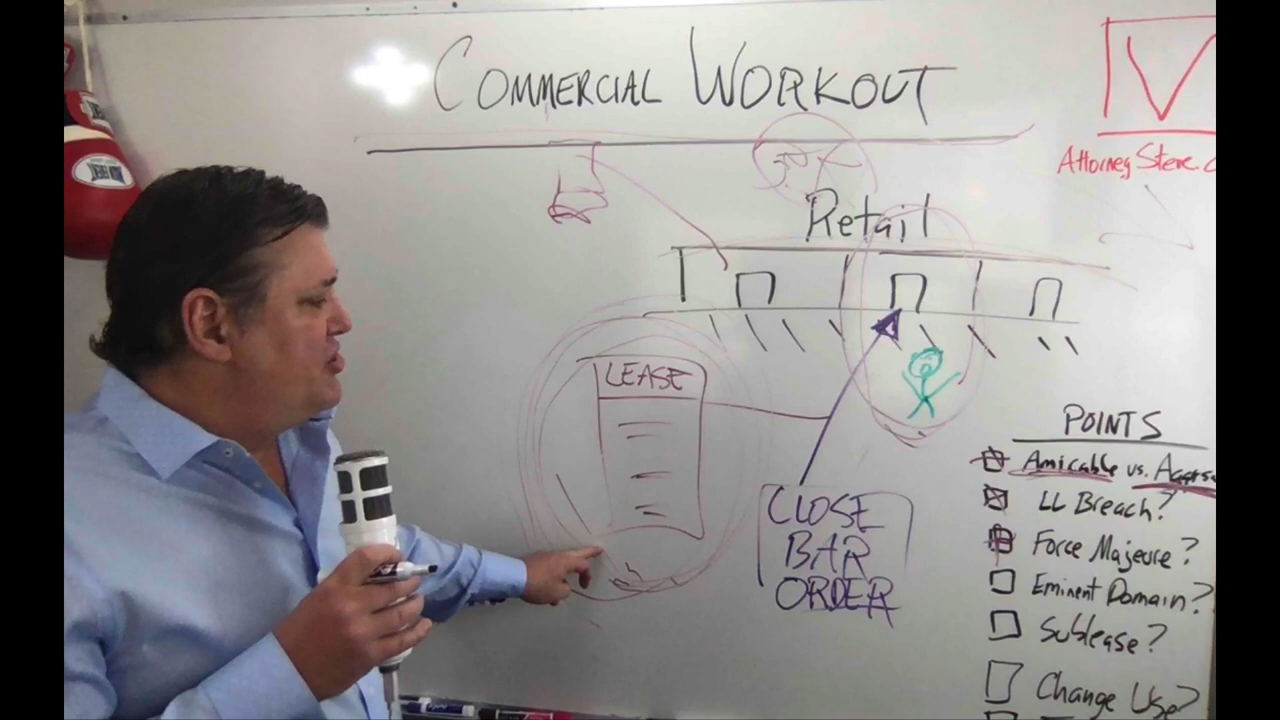 COMMERCIAL WORKOUT
V
Attorney Steve.
Retail
LEASE
CLOSE
BAR
ORDER
POINTS
Amicable vs.
LL Breach?
Force Majeure?
Eminent Domain?
Sublease?
Change Use?